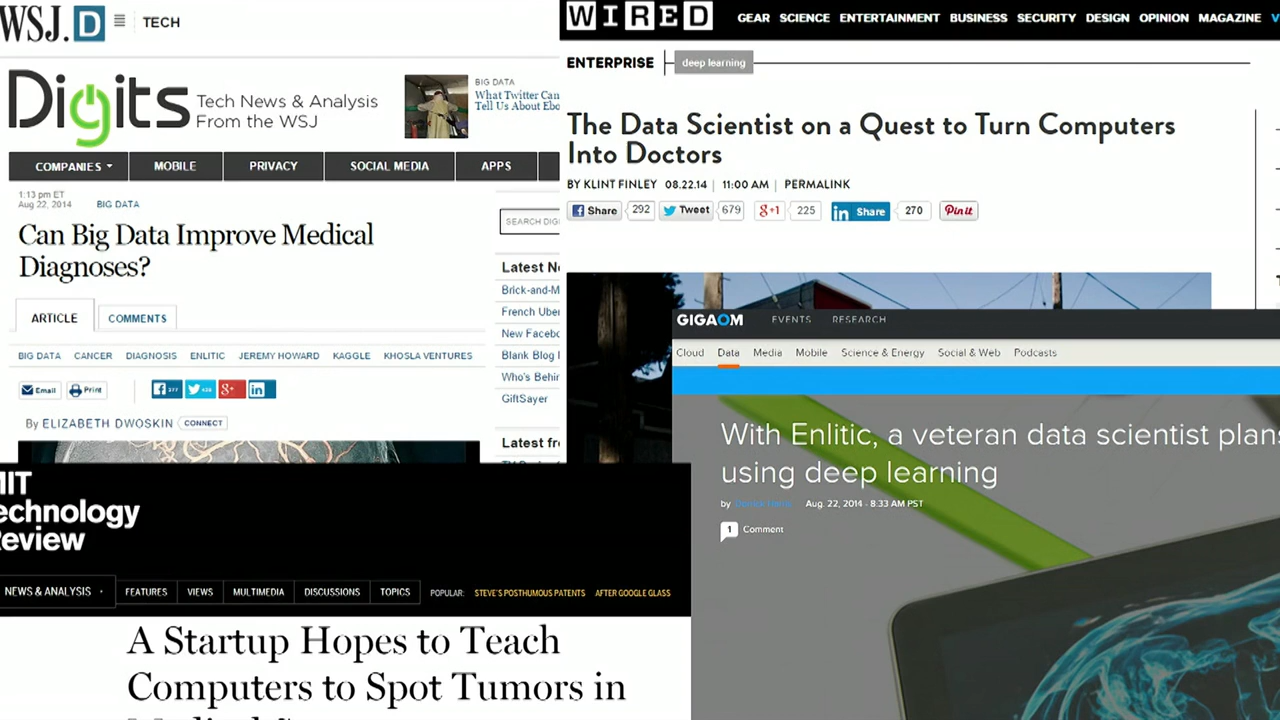 WSJ.D
TECH
Digits
Tech News & Analysis
From the WSJ
BIG DATA
What Twitter Can
Tell Us About Ebo
COMPANIES
MOBILE
PRIVACY
SOCIAL MEDIA
APPS
1:13 pm ET
Aug 22, 2014
BIG DATA
Can Big Data Improve Medical
Diagnoses?
SEARCH DIG
ARTICLE
COMMENTS
BIG DATA CANCER DIAGNOSIS ENLITIC JEREMY HOWARD KAGGLE KHOSLA VENTURES
Email
Print
By ELIZABETH DWOSKIN
CONNECT
Latest Ne
Brick-and-M
French Uber
New Facebo
Blank Blog
Who's Behin
GiftSayer
Latest fr
WIRED
GEAR SCIENCE ENTERTAINMENT BUSINESS SECURITY DESIGN OPINION MAGAZINE V
ENTERPRISE
deep learning
The Data Scientist on a Quest to Turn Computers
Into Doctors
BY KLINT FINLEY 08.22.14 | 11:00 AM | PERMALINK
Share 292 Tweet 679 g+1 225 in Share 270 Pin it
GIGAOM
EVENTS
RESEARCH
Cloud Data Media Mobile Science & Energy Social & Web Podcasts
With Enlitic, a veteran data scientist plans
using deep learning
by
Aug. 22, 2014 - 8:33 AM PST
1 Comment
MIT
echnology
Review
NEWS & ANALYSIS
FEATURES
VIEWS
MULTIMEDIA
DISCUSSIONS
TOPICS
POPULAR:
STEVE'S POSTHUMOUS PATENTS
AFTER GOOGLE GLASS
A Startup Hopes to Teach
Computers to Spot Tumors in